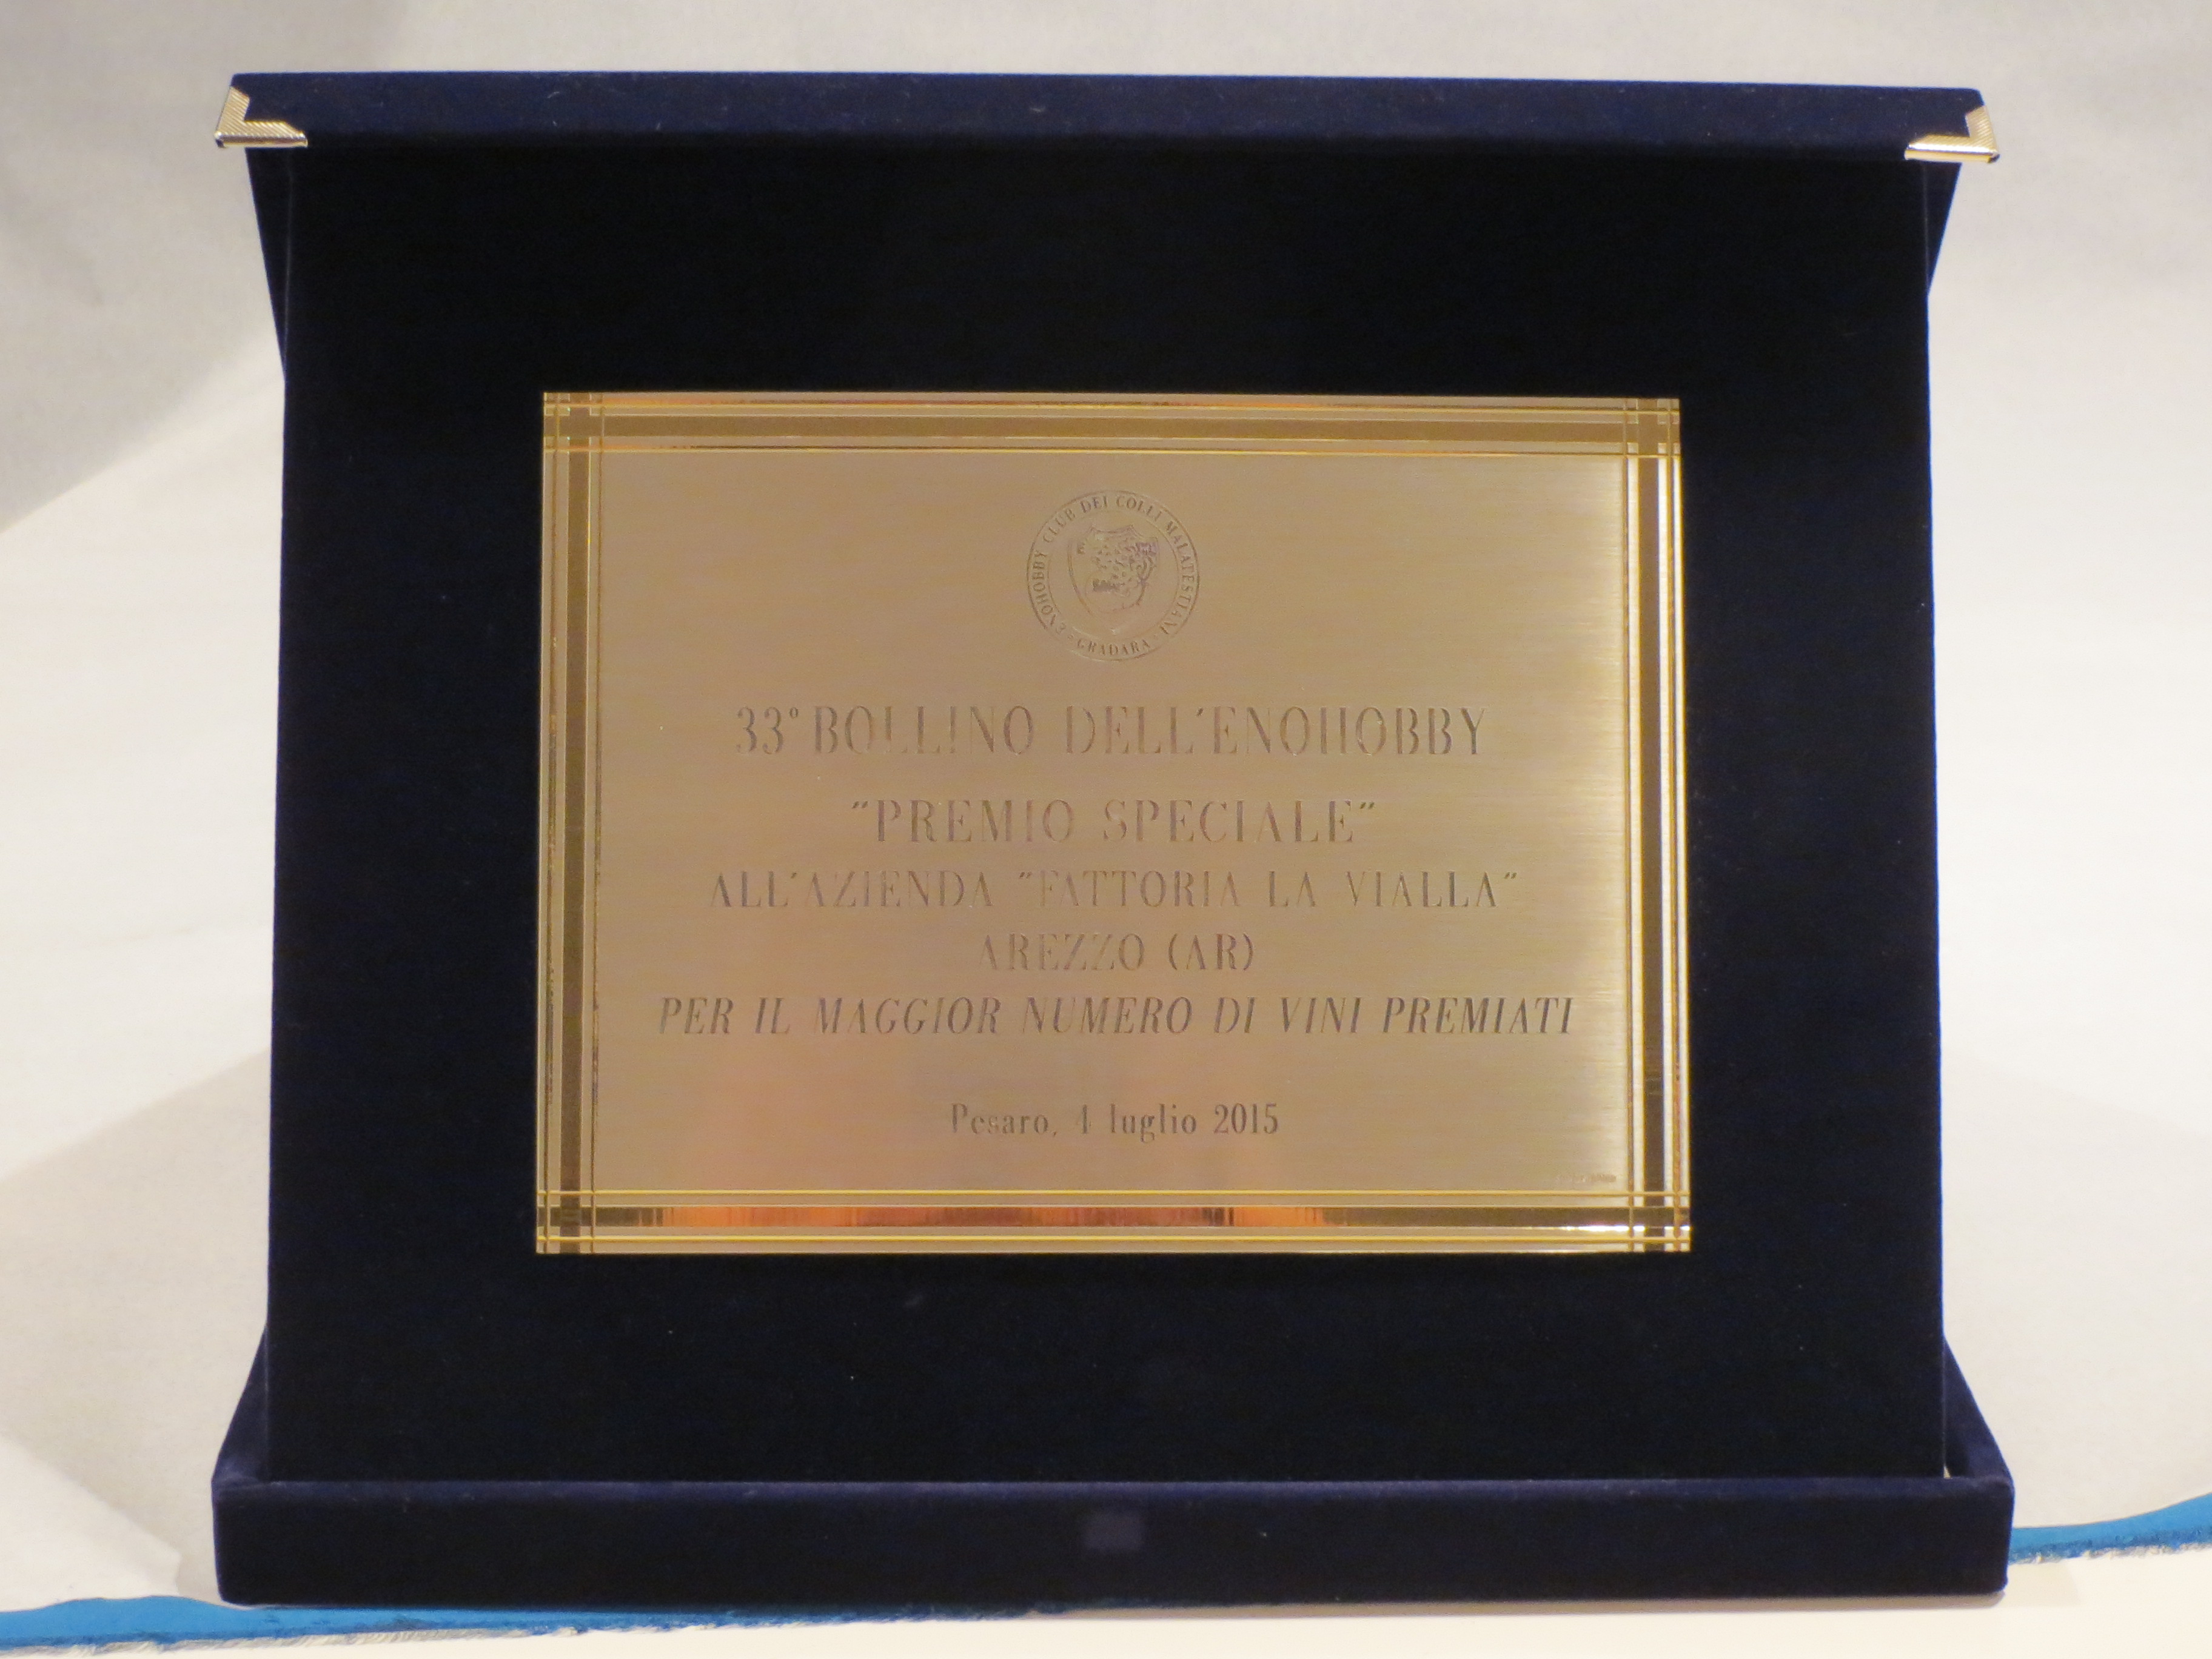 ENOHOBBY CLUB DEI COLLI MALATESTIANI
GRADARA
33° BOLLINO DELL'ENOHOBBY
"PREMIO SPECIALE"
ALL'AZIENDA "FATTORIA LA VIALLA"
AREZZO (AR)
PER IL MAGGIOR NUMERO DI VINI PREMIATI
Pesaro, 4 luglio 2015